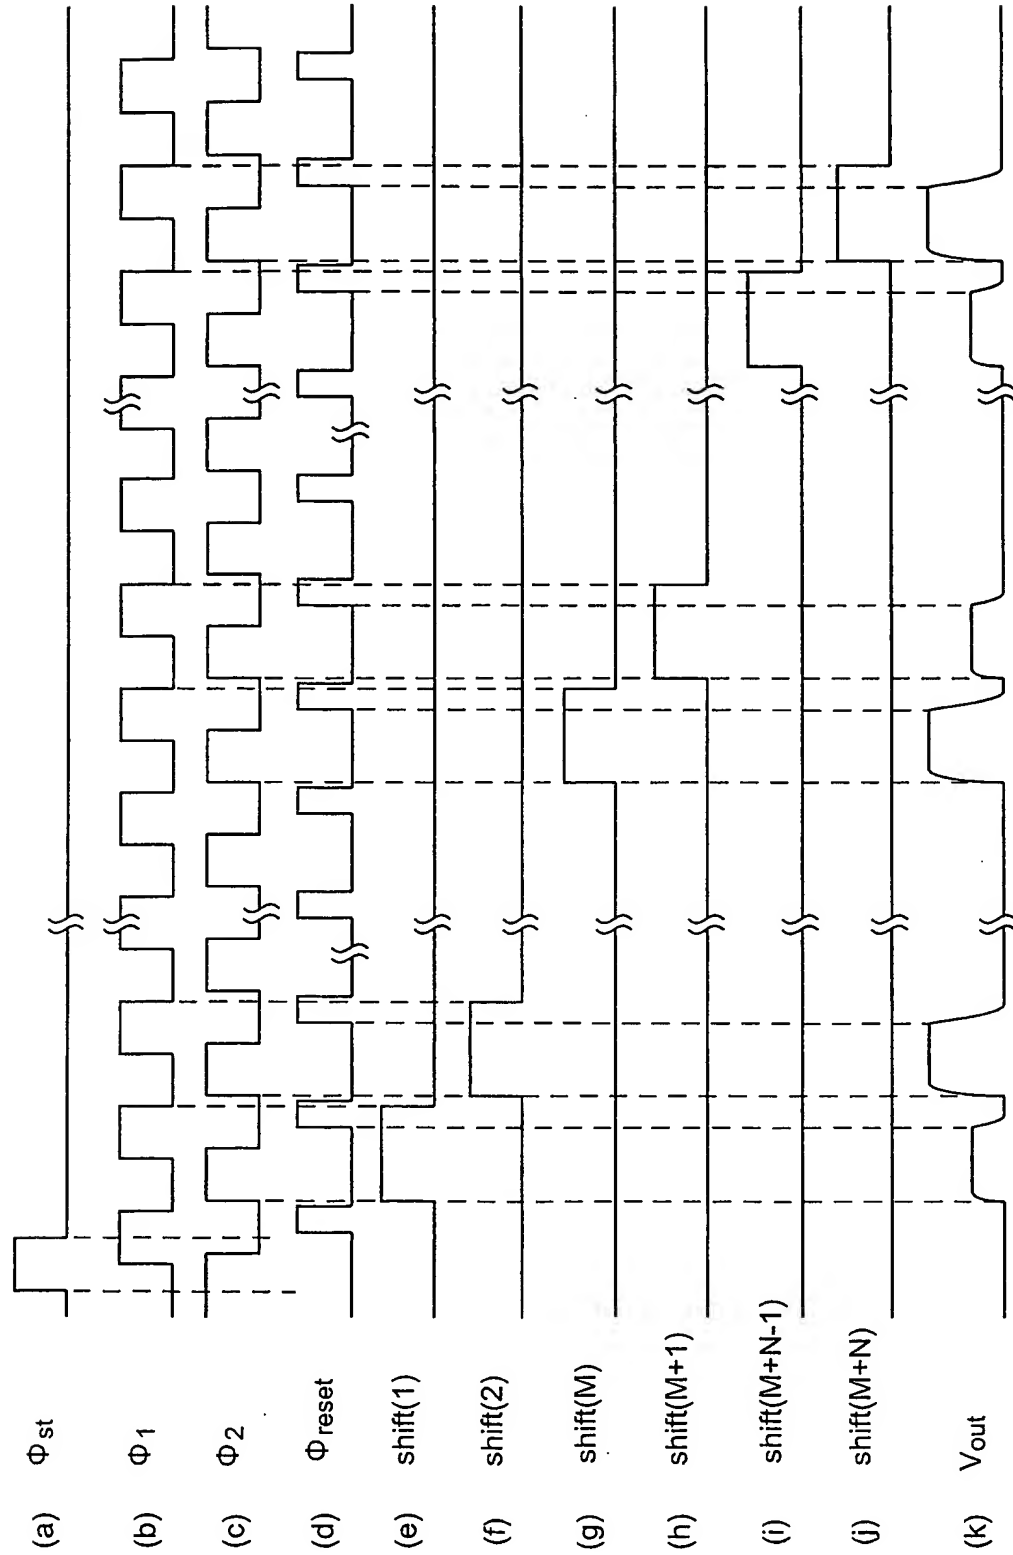 (a) Φst
(b) Φ1
(c) Φ2
(d) Φreset
(e) shift(1)
(f) shift(2)
(g) shift(M)
(h) shift(M+1)
(i) shift(M+N-1)
(j) shift(M+N)
(k) Vout